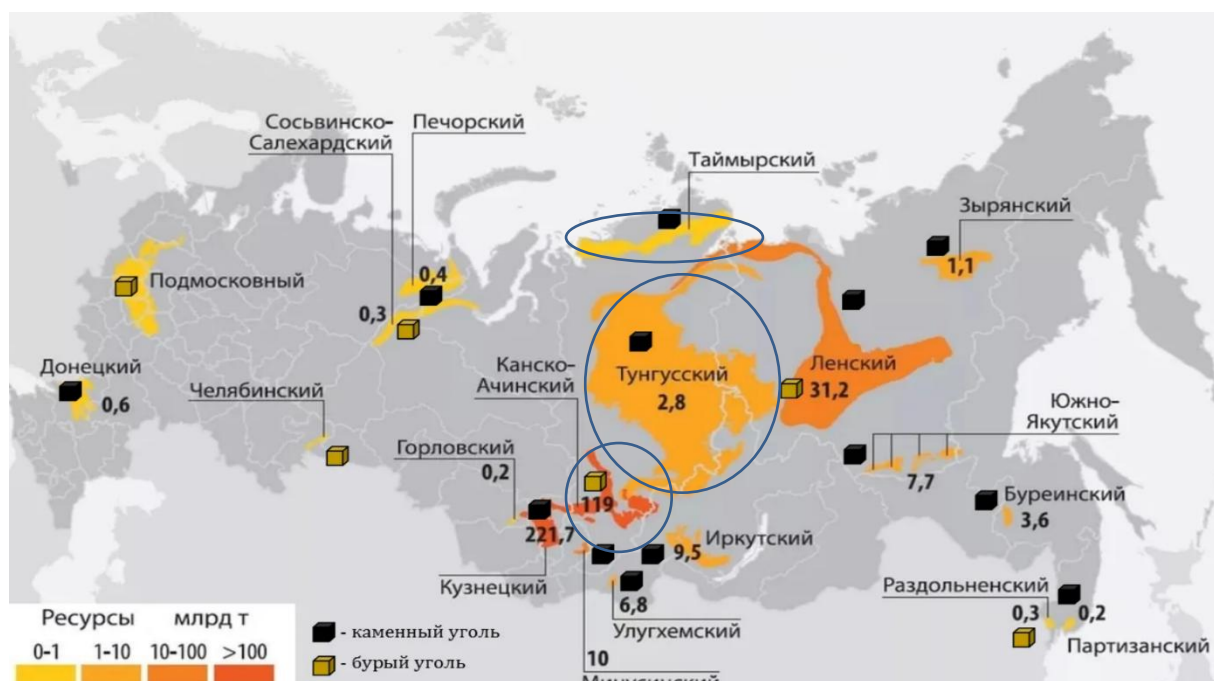 Сосьвинско-
Салехардский
Печорский
Таймырский
Зырянский
1,1
Подмосковный
0,4
0,3
Донецкий
0,6
Челябинский
Канско-
Ачинский
Тунгусский
2,8
Ленский
31,2
Южно-
Якутский
7,7
Горловский
0,2
119
221,7
Кузнецкий
9,5
Иркутский
Буреинский
3,6
6,8
Улугхемский
10
Минусинский
Раздольненский
0,3
0,2
Партизанский
Ресурсы млрд т
0-1 1-10 10-100 >100
- каменный уголь
- бурый уголь